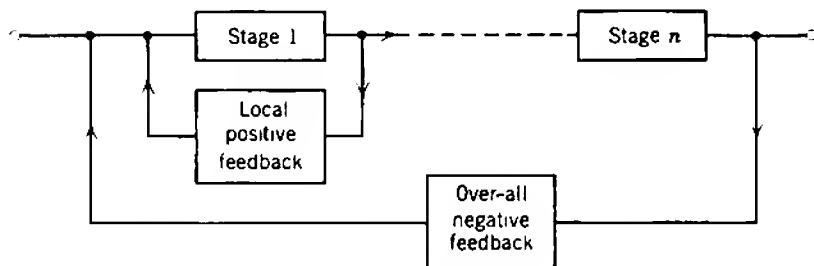 Stage 1
Stage n
Local
positive
feedback
Over-all
negative
feedback